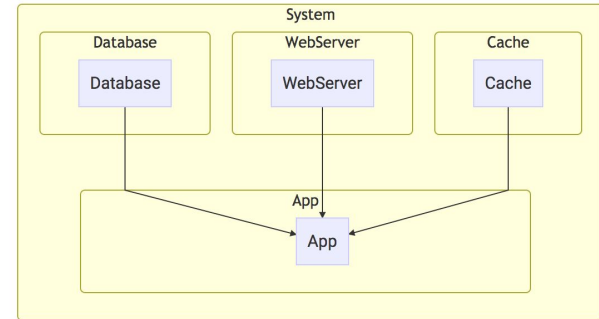 System
Database
WebServer
Cache
Database
WebServer
Cache
App
App